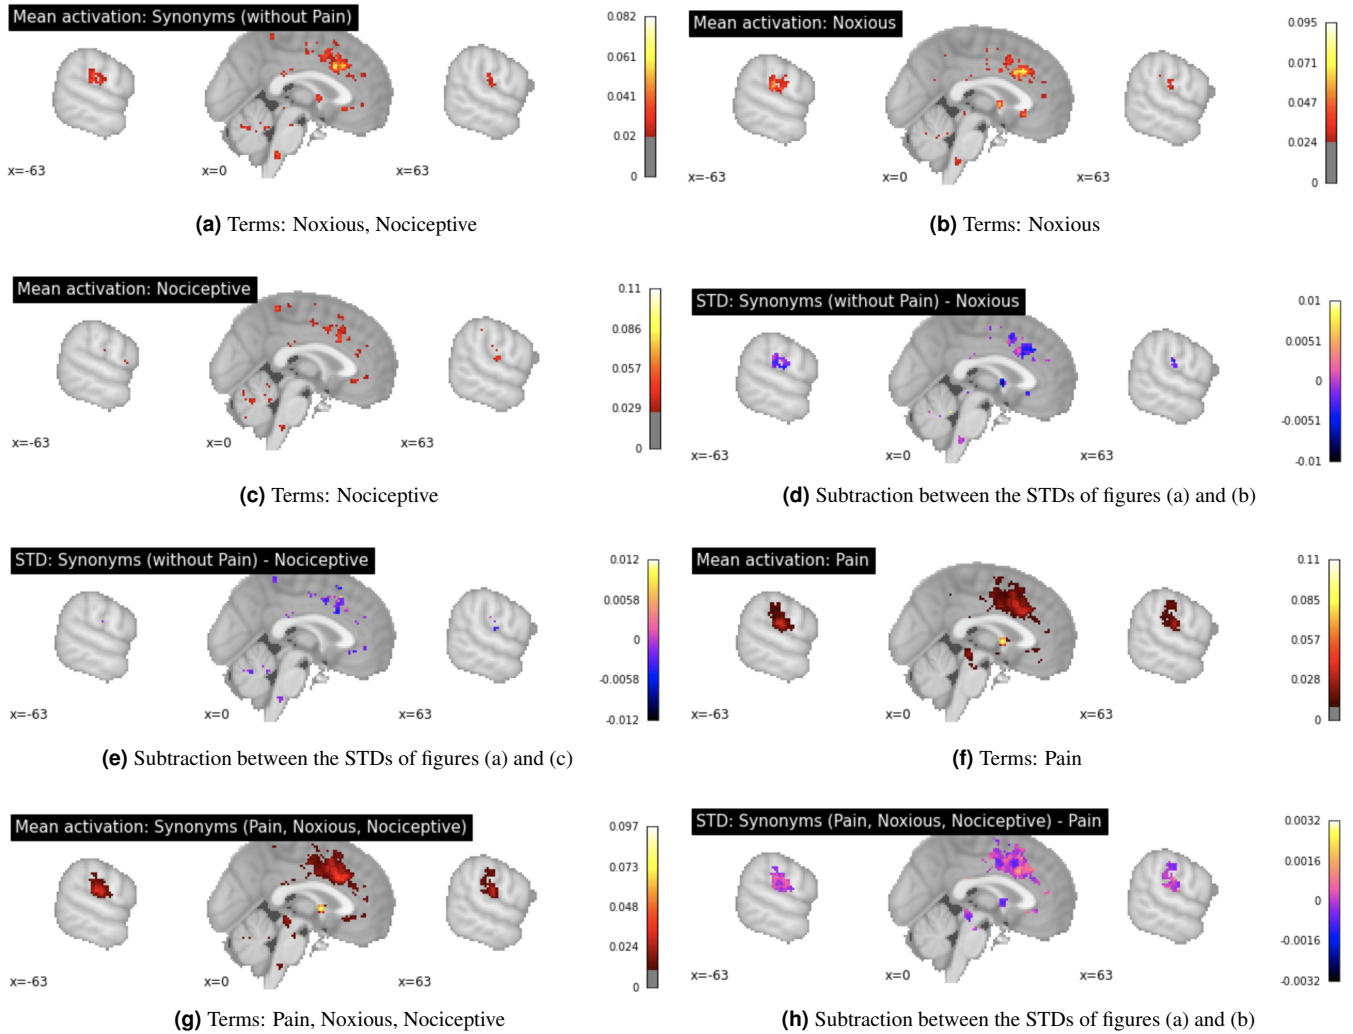 Mean activation: Synonyms (without Pain)
0.082
0.061
0.041
0.02
0
x=-63
x=0
x=63
(a) Terms: Noxious, Nociceptive
Mean activation: Noxious
0.095
0.071
0.047
0.024
0
x=-63
x=0
x=63
(b) Terms: Noxious
Mean activation: Nociceptive
0.11
0.086
0.057
0.029
0
x=-63
x=0
x=63
(c) Terms: Nociceptive
STD: Synonyms (without Pain) - Noxious
0.01
0.0051
0
-0.0051
-0.01
x=-63
x=0
x=63
(d) Subtraction between the STDs of figures (a) and (b)
STD: Synonyms (without Pain) - Nociceptive
0.012
0.0058
0
-0.0058
-0.012
x=-63
x=0
x=63
(e) Subtraction between the STDs of figures (a) and (c)
Mean activation: Pain
0.11
0.085
0.057
0.028
0
x=-63
x=0
x=63
(f) Terms: Pain
Mean activation: Synonyms (Pain, Noxious, Nociceptive)
0.097
0.073
0.048
0.024
0
x=-63
x=0
x=63
(g) Terms: Pain, Noxious, Nociceptive
STD: Synonyms (Pain, Noxious, Nociceptive) - Pain
0.0032
0.0016
0
-0.0016
-0.0032
x=-63
x=0
x=63
(h) Subtraction between the STDs of figures (a) and (b)